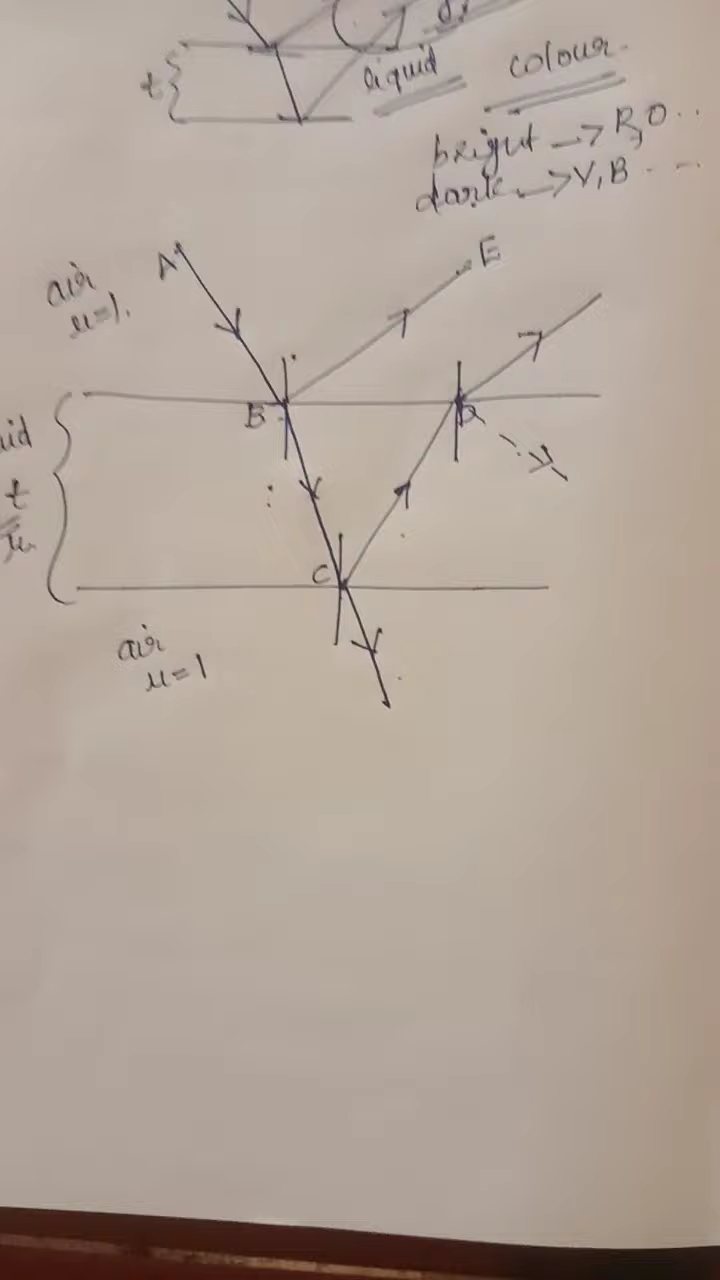 t
liquid
colour.
bright → R, O ..
dark → V, B . ..
air
μ=1.
A
E
B
D
t
μ
C
air
μ=1